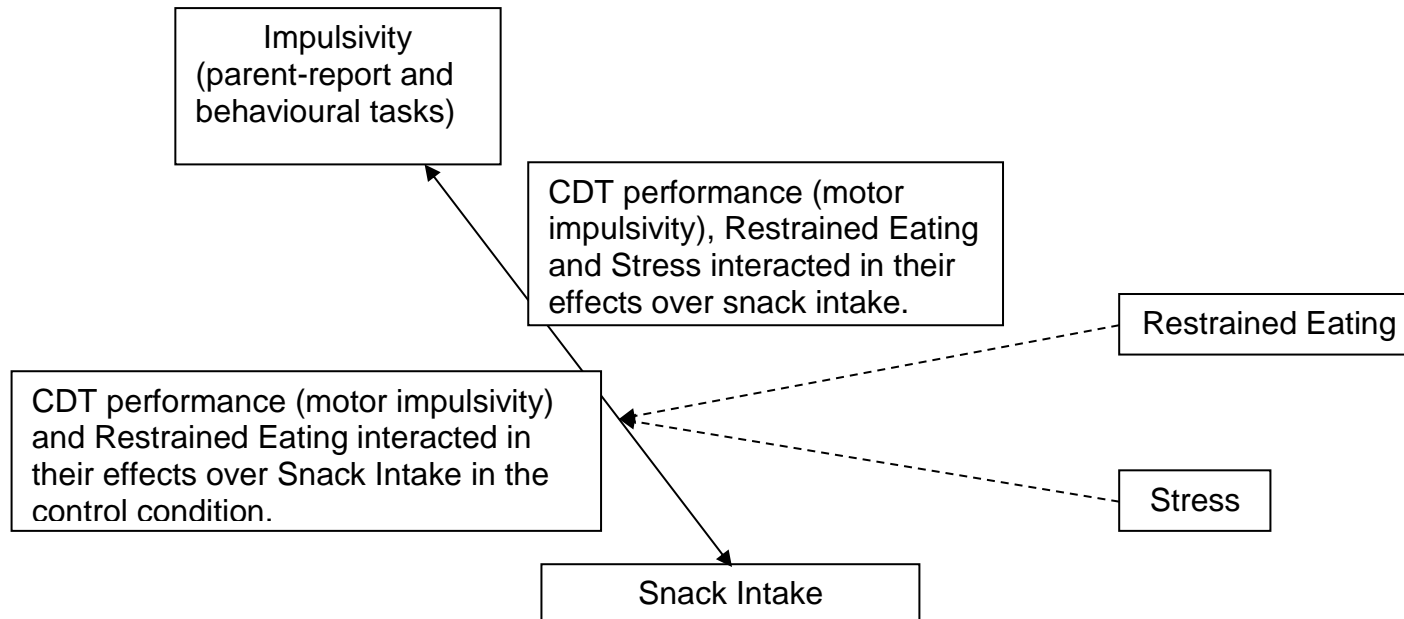 Impulsivity
(parent-report and
behavioural tasks)
CDT performance (motor
impulsivity), Restrained Eating
and Stress interacted in their
effects over snack intake.
Restrained Eating
CDT performance (motor impulsivity)
and Restrained Eating interacted in
their effects over Snack Intake in the
control condition.
Stress
Snack Intake